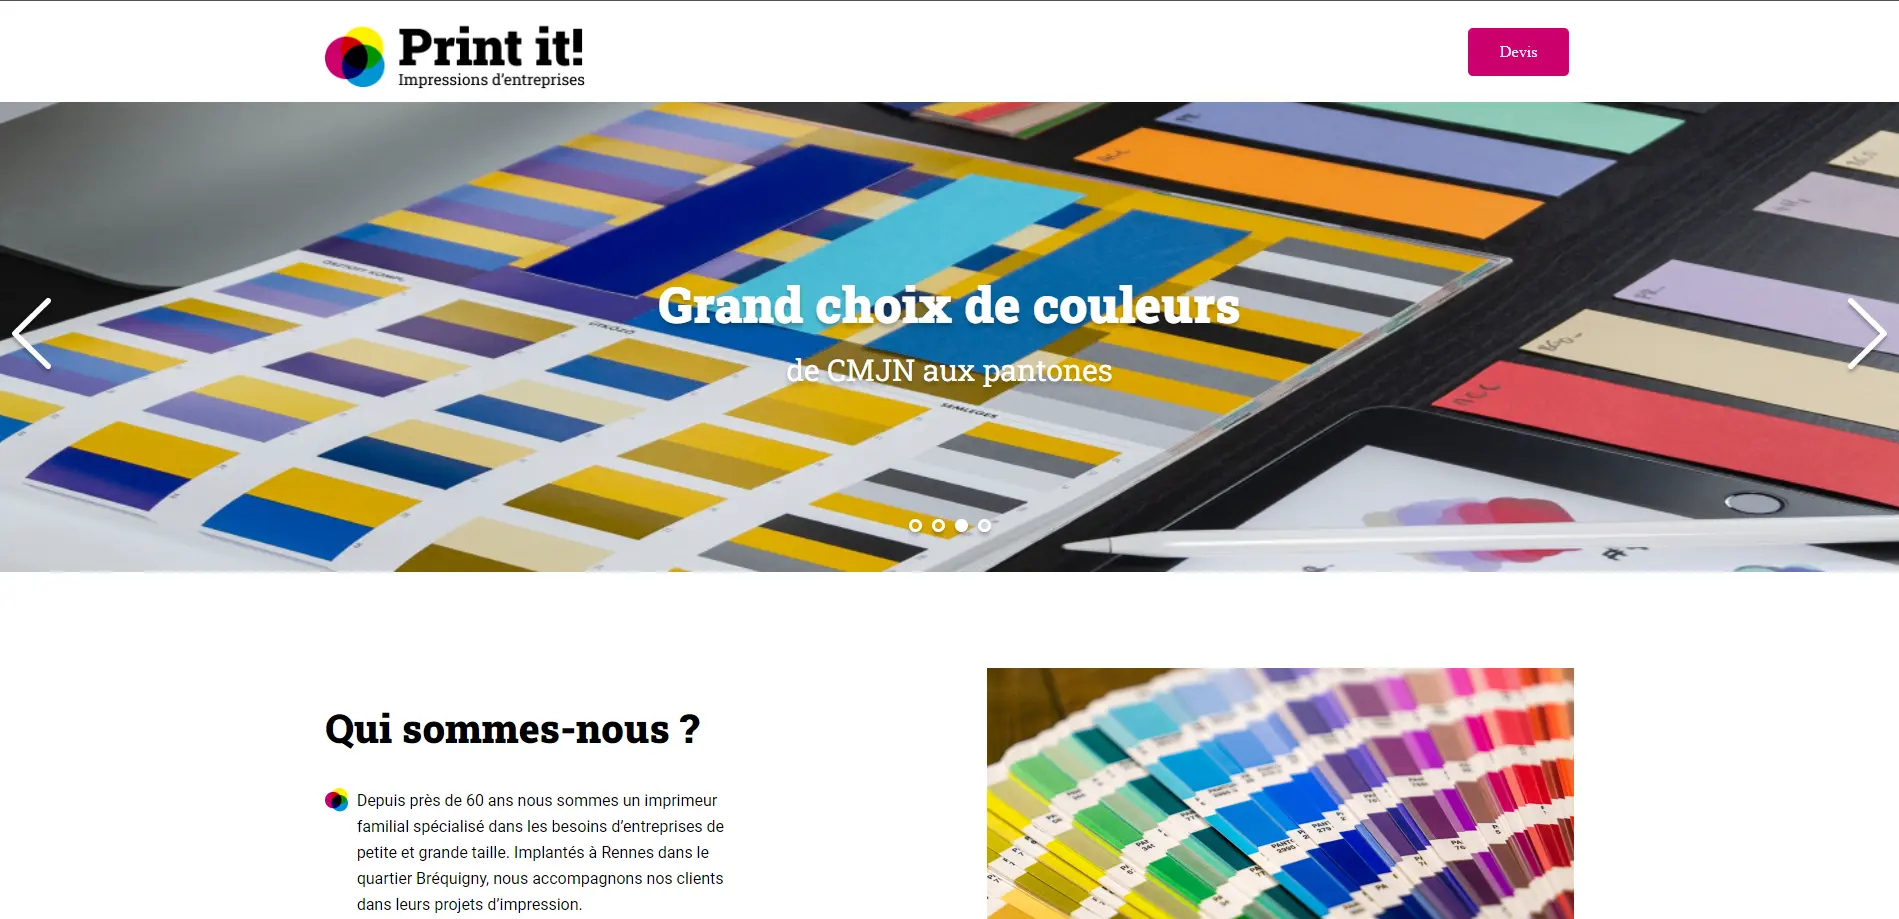 Print it!
Impressions d'entreprises
Devis
Grand choix de couleurs
de CMJN aux pantones
SEMLEGES
ÜTKÖZŐ
Qui sommes-nous ?
Depuis près de 60 ans nous sommes un imprimeur
familial spécialisé dans les besoins d’entreprises de
petite et grande taille. Implantés à Rennes dans le
quartier Bréquigny, nous accompagnons nos clients
dans leurs projets d’impression.